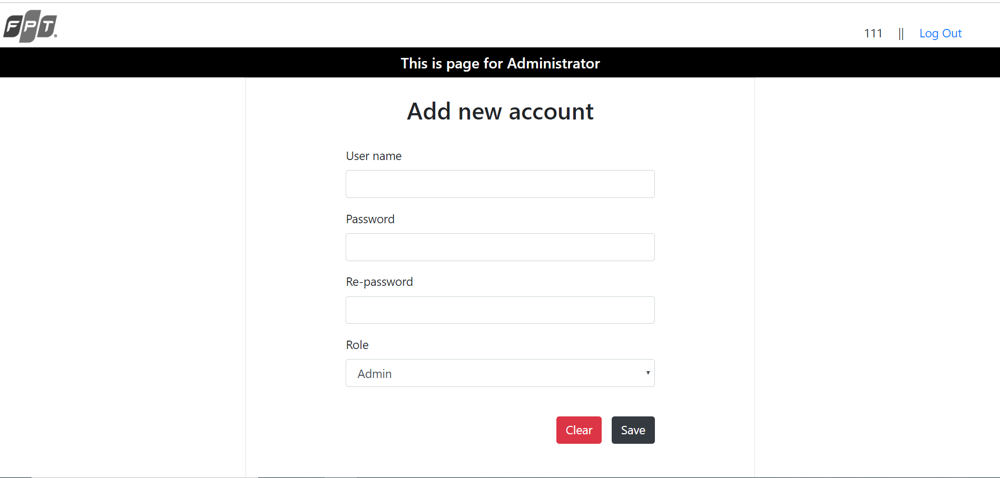 FPT
111 || Log Out
This is page for Administrator
Add new account
User name
Password
Re-password
Role
Admin
Clear Save